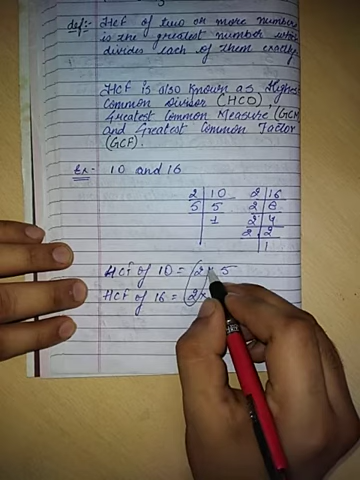 def:- HCF of two or more number
is the greatest number which
divides each of them exactly.
HCF is also known as Highest
Common Divisor (HCD),
Greatest Common Measure (GCM)
and Greatest Common Factor
(GCF).
Ex:- 10 and 16
2 10 2 16
5 5 2 8
1 2 4
2 2
1
HCF of 10 = 2 × 5
HCF of 16 = 2 ×